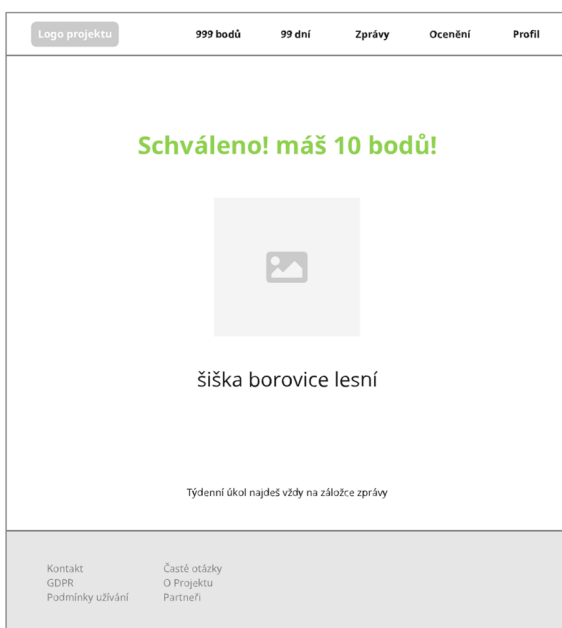 Logo projektu
999 bodů
99 dní
Zprávy
Ocenění
Profil
Schváleno! máš 10 bodů!
šiška borovice lesní
Týdenní úkol najdeš vždy na záložce zprávy
Kontakt
GDPR
Podmínky užívání
Časté otázky
O Projektu
Partneři